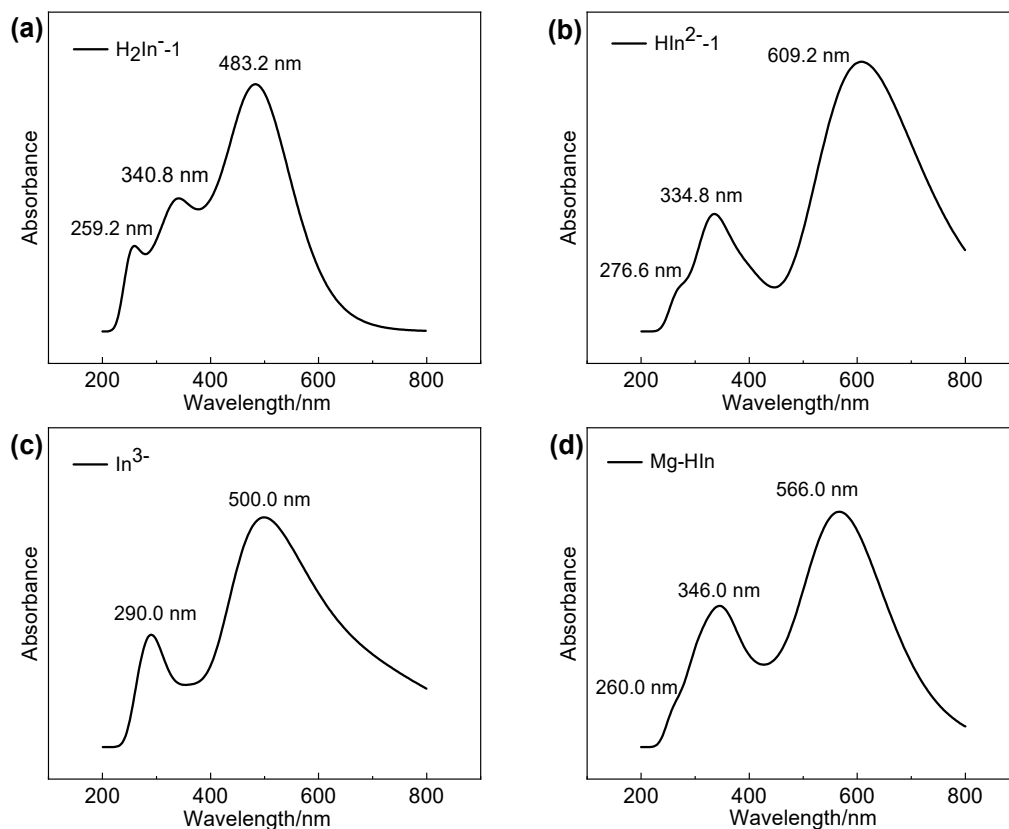 (a)
H₂In⁻-1
483.2 nm
340.8 nm
259.2 nm
Absorbance
200 400 600 800
Wavelength/nm
(b)
HIn²⁻-1
609.2 nm
334.8 nm
276.6 nm
Absorbance
200 400 600 800
Wavelength/nm
(c)
In³⁻
500.0 nm
290.0 nm
Absorbance
200 400 600 800
Wavelength/nm
(d)
Mg-HIn
566.0 nm
346.0 nm
260.0 nm
Absorbance
200 400 600 800
Wavelength/nm